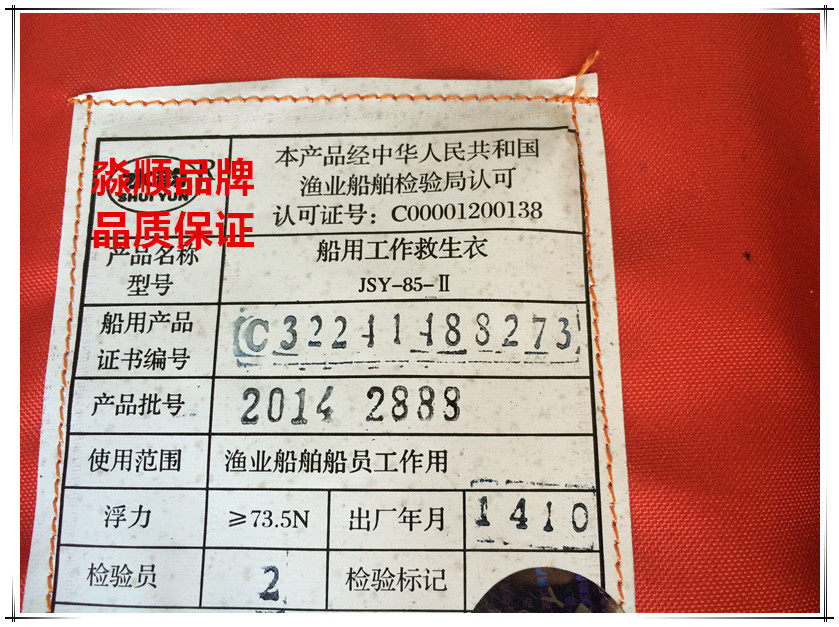 淼顺品牌
品质保证
R
SHUI YUN
本产品经中华人民共和国
渔业船舶检验局认可
认可证号：C00001200138
产品名称
型号
船用工作救生衣
JSY-85-Ⅱ
船用产品
证书编号
C32241488273
产品批号
2014 2888
使用范围
渔业船舶船员工作用
浮力
≥73.5N
出厂年月
1410
检验员
2
检验标记